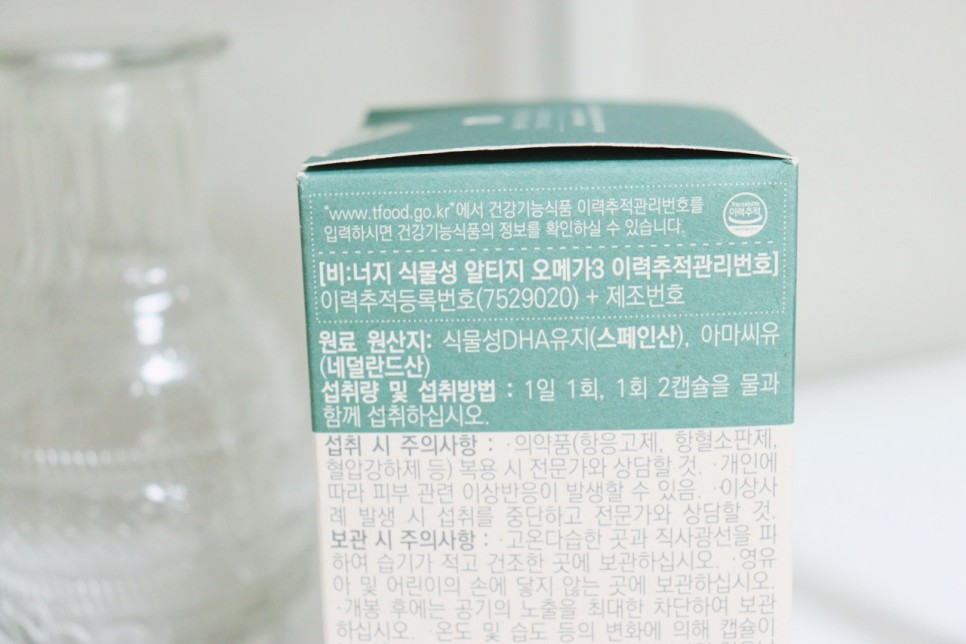 "www.tfood.go.kr"에서 건강기능식품 이력추적관리번호를
입력하시면 건강기능식품의 정보를 확인하실 수 있습니다.
이력추적
[비:너지 식물성 알티지 오메가3 이력추적관리번호]
이력추적등록번호(7529020) + 제조번호
원료 원산지: 식물성DHA유지(스페인산), 아마씨유
(네덜란드산)
섭취량 및 섭취방법 : 1일 1회, 1회 2캡슐을 물과
함께 섭취하십시오.
섭취 시 주의사항 : ·의약품(항응고제, 항혈소판제,
혈압강하제 등) 복용 시 전문가와 상담할 것. ·개인에
따라 피부 관련 이상반응이 발생할 수 있음. ·이상사
례 발생 시 섭취를 중단하고 전문가와 상담할 것.
보관 시 주의사항 : ·고온다습한 곳과 직사광선을 피
하여 습기가 적고 건조한 곳에 보관하십시오. ·영유
아 및 어린이의 손에 닿지 않는 곳에 보관하십시오.
·개봉 후에는 공기의 노출을 최대한 차단하여 보관
하십시오. ·온도 및 습도 등의 변화에 의해 캡슐이